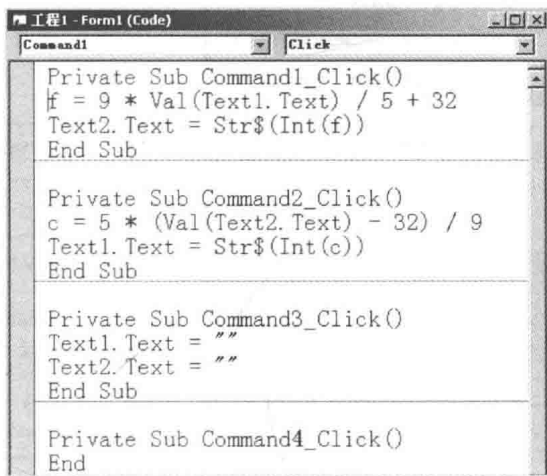 工程1 - Form1 (Code)
Command1 Click
Private Sub Command1_Click()
f = 9 * Val(Text1.Text) / 5 + 32
Text2.Text = Str$(Int(f))
End Sub
Private Sub Command2_Click()
c = 5 * (Val(Text2.Text) - 32) / 9
Text1.Text = Str$(Int(c))
End Sub
Private Sub Command3_Click()
Text1.Text = ""
Text2.Text = ""
End Sub
Private Sub Command4_Click()
End